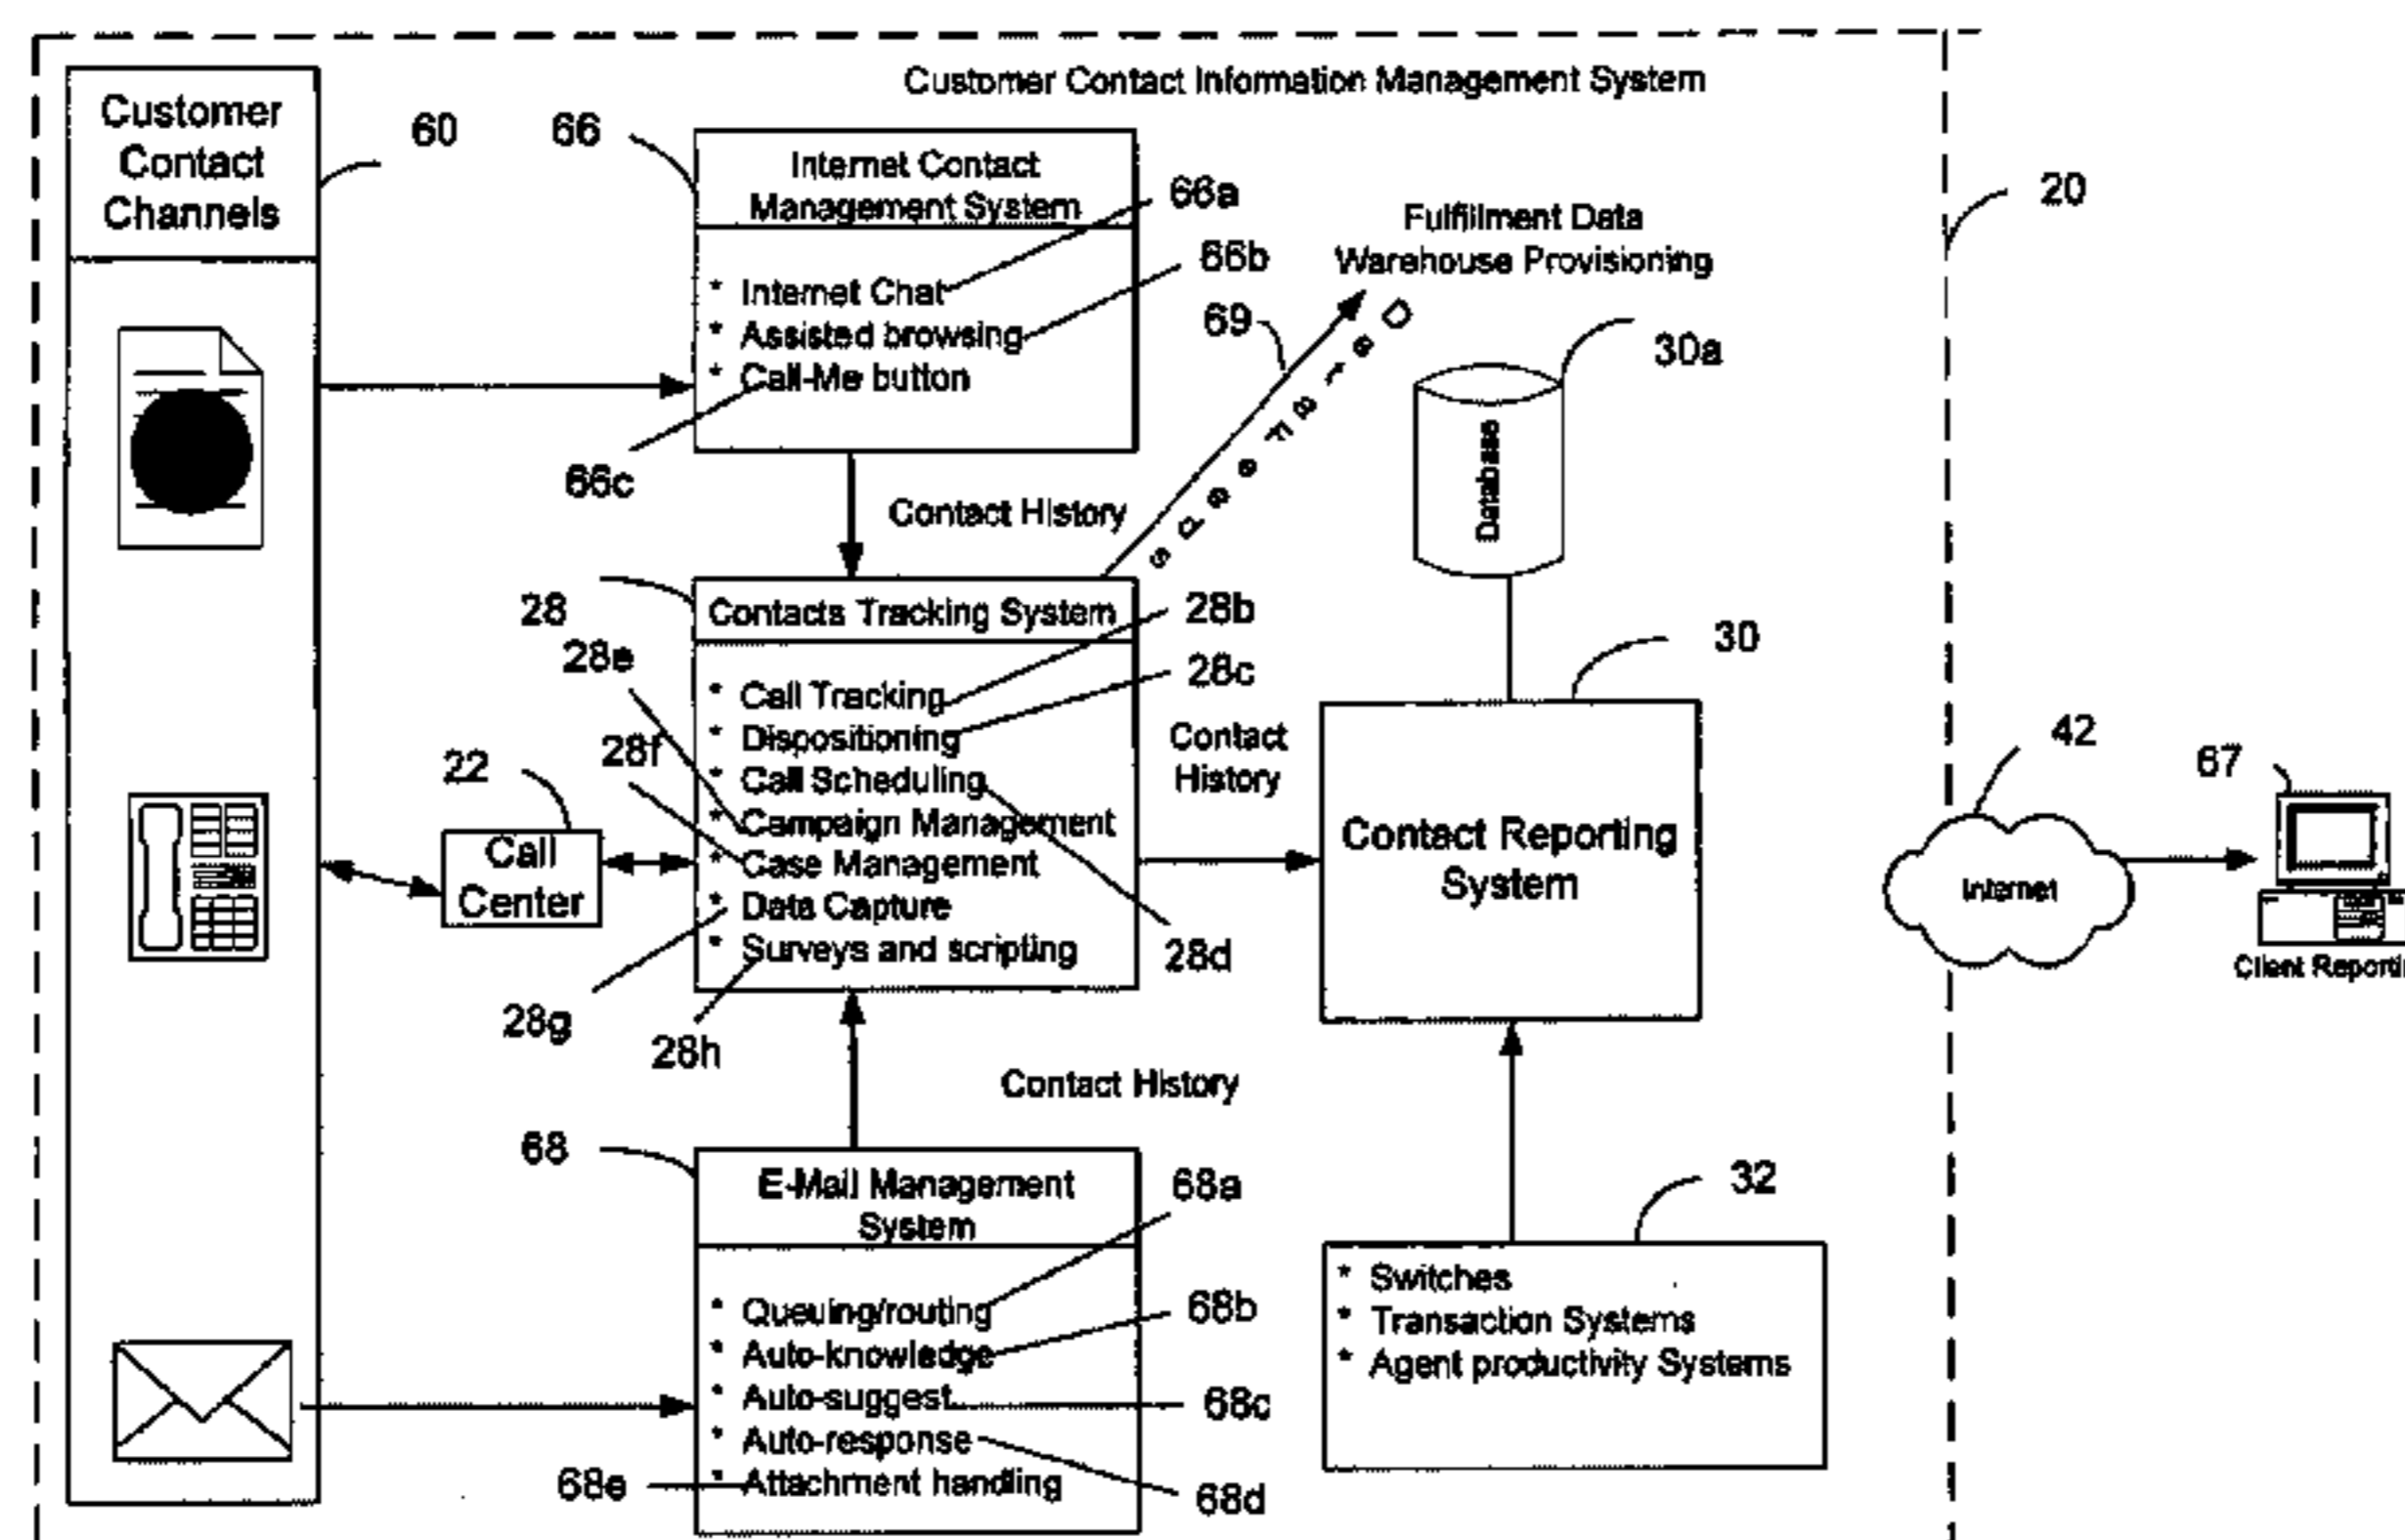 Customer Contact Information Management System
Customer
Contact
Channels
60
66
Internet Contact
Management System
66a
66b
* Internet Chat
* Assisted browsing
* Call-Me button
66c
Fulfillment Data
Warehouse Provisioning
69
Data Feeds
20
30a
Database
Contact History
28
Contacts Tracking System
28b
28e
28c
* Call Tracking
* Dispositioning
28f
* Call Scheduling
* Campaign Management
* Case Management
* Data Capture
* Surveys and scripting
28d
28g
28h
22
Call
Center
Contact
History
30
Contact Reporting
System
42
Internet
67
Contact History
68
E-Mail Management
System
68a
* Queuing/routing
68b
* Auto-knowledge
* Auto-suggest
68c
* Auto-response
68e
* Attachment handling
68d
32
* Switches
* Transaction Systems
* Agent productivity Systems
Client Reportin